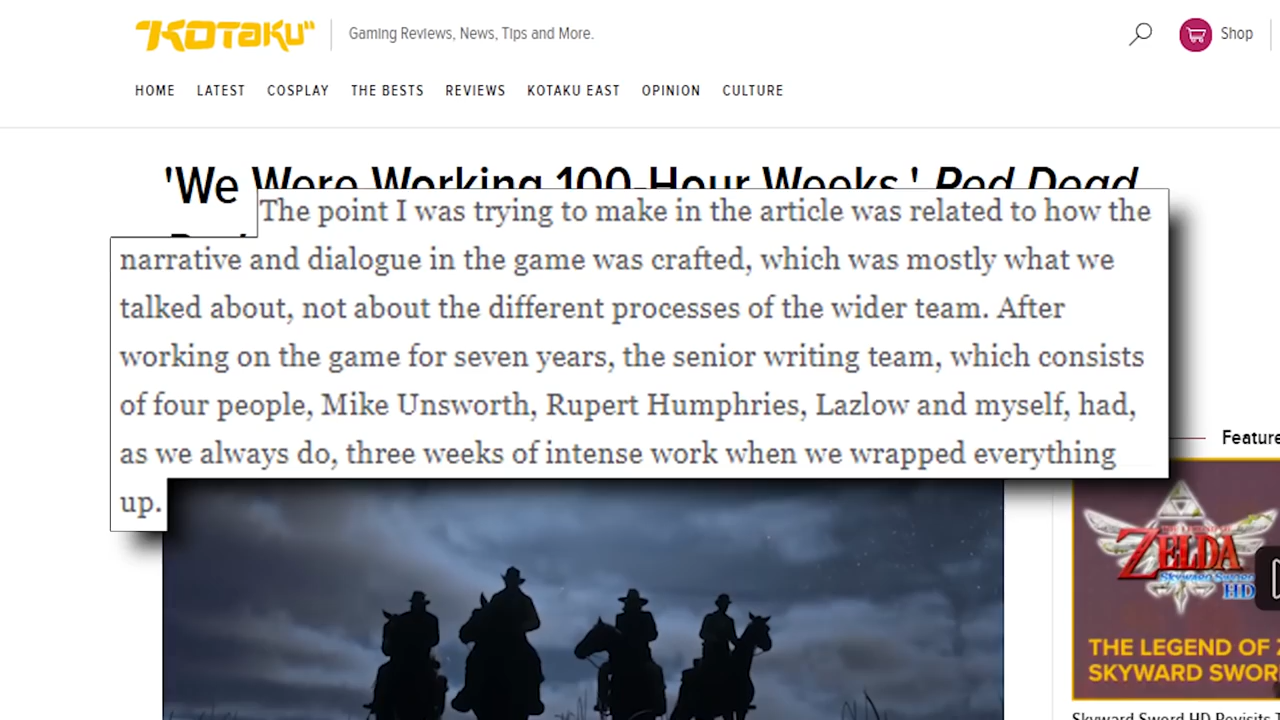 "KOTaKU"
Gaming Reviews, News, Tips and More.
Shop
HOME LATEST COSPLAY THE BESTS REVIEWS KOTAKU EAST OPINION CULTURE
'We Were Working 100-Hour Weeks,' Red Dead
The point I was trying to make in the article was related to how the
narrative and dialogue in the game was crafted, which was mostly what we
talked about, not about the different processes of the wider team. After
working on the game for seven years, the senior writing team, which consists
of four people, Mike Unsworth, Rupert Humphries, Lazlow and myself, had,
as we always do, three weeks of intense work when we wrapped everything
up.
Feature
THE LEGEND OF
ZELDA
Skyward Sword
HD
THE LEGEND OF Z
SKYWARD SWOR
Skyward Sword HD Revisits T